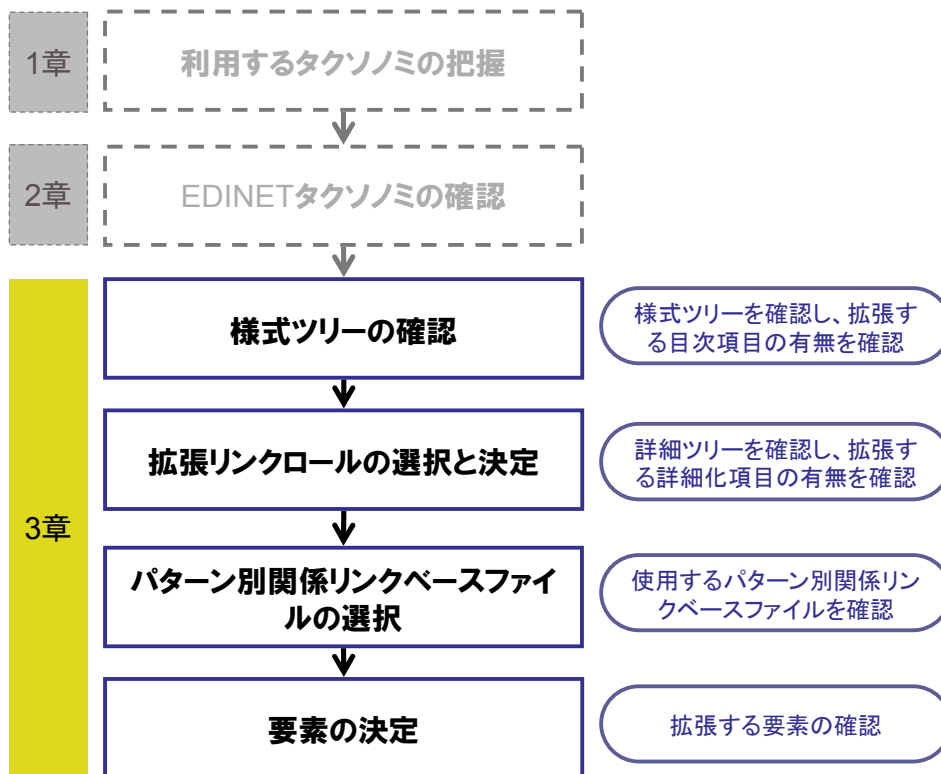 1章
利用するタクソノミの把握
2章
EDINETタクソノミの確認
3章
様式ツリーの確認
様式ツリーを確認し、拡張す
る目次項目の有無を確認
拡張リンクロールの選択と決定
詳細ツリーを確認し、拡張す
る詳細化項目の有無を確認
パターン別関係リンクベースファイ
ルの選択
使用するパターン別関係リン
クベースファイルを確認
要素の決定
拡張する要素の確認